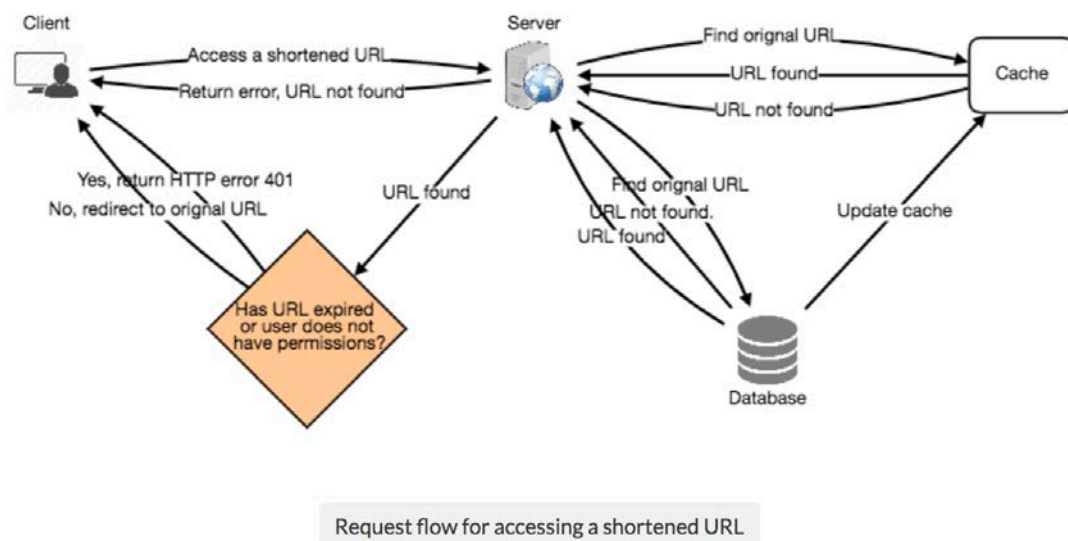 Client
Server
Access a shortened URL
Return error, URL not found
Find orignal URL
URL found
URL not found
Cache
Yes, return HTTP error 401
No, redirect to orignal URL
URL found
Find orignal URL
URL not found.
URL found
Update cache
Has URL expired
or user does not
have permissions?
Database
Request flow for accessing a shortened URL